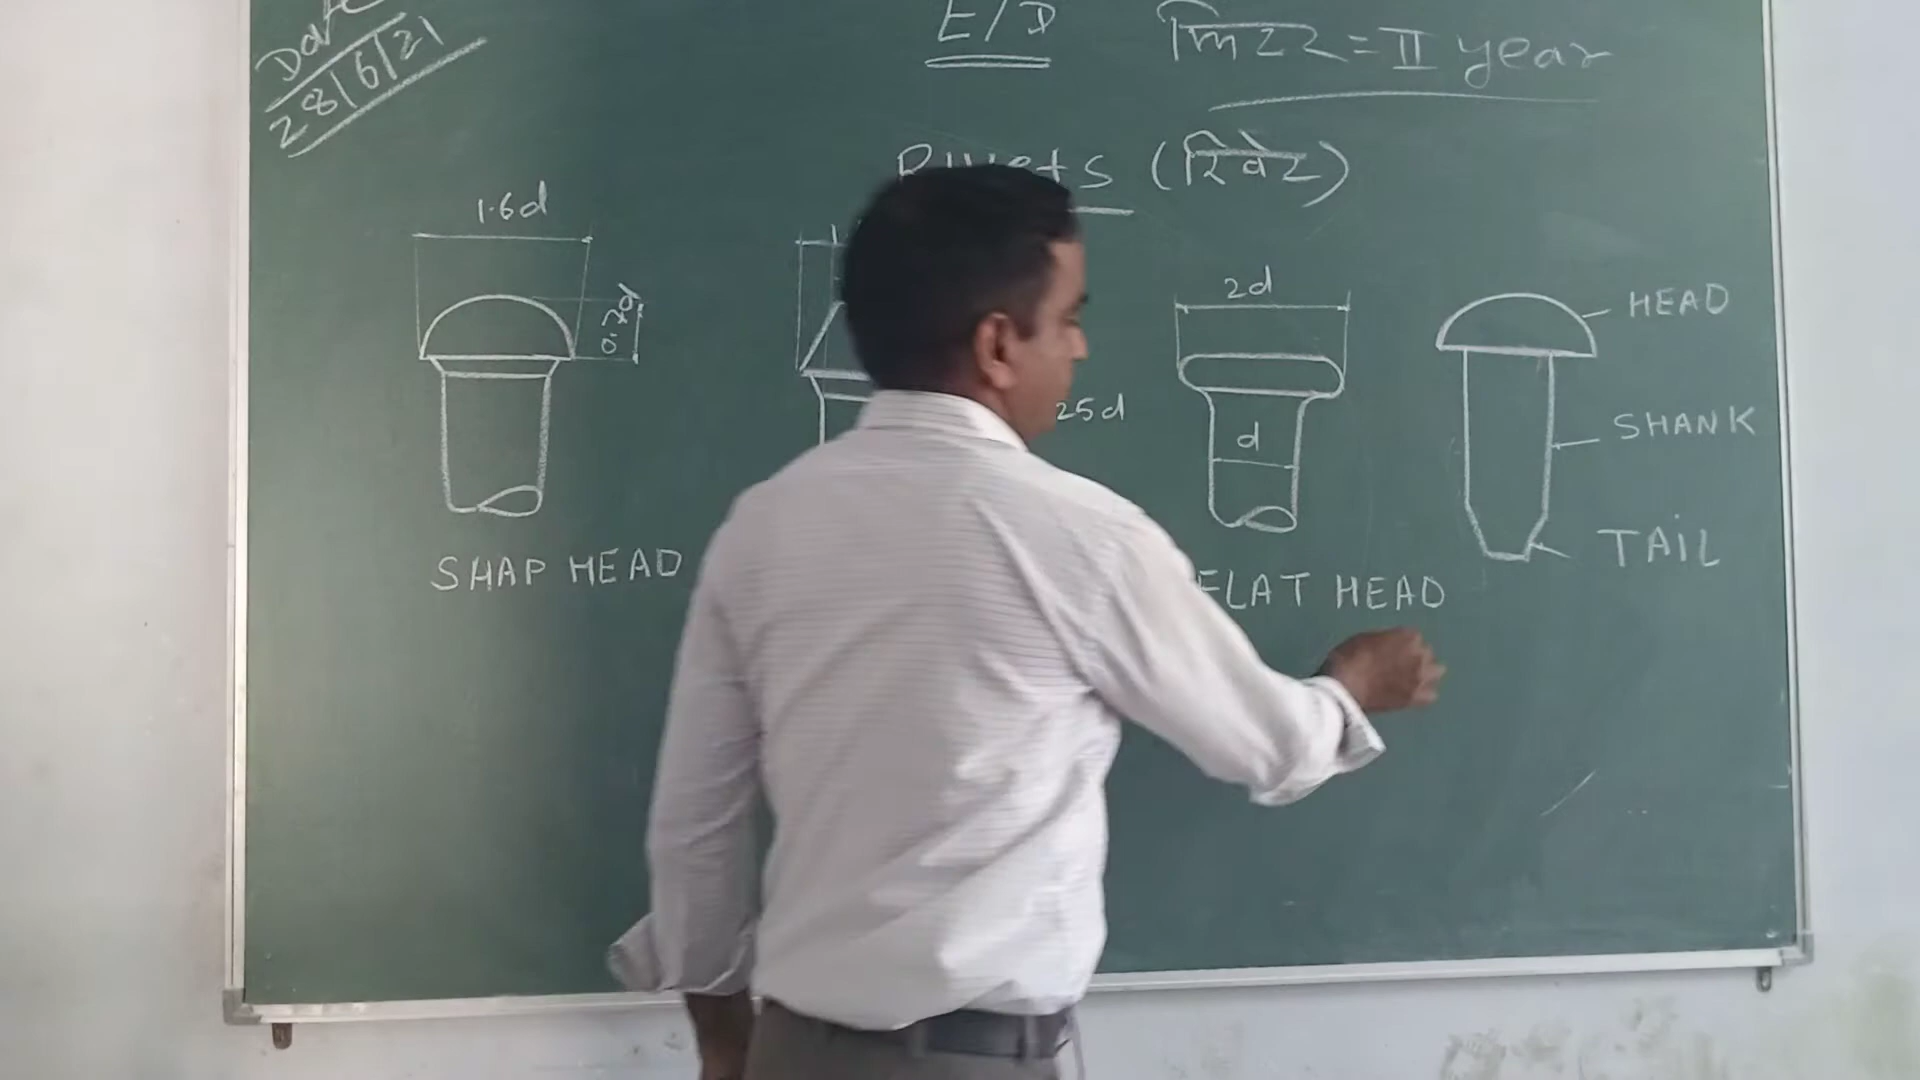 Date
28/6/21
E/D फिटर = II year
Rivets (रिवेट)
1.6d
0.7d
25d
2d
d
HEAD
SHANK
TAIL
SHAP HEAD
FLAT HEAD